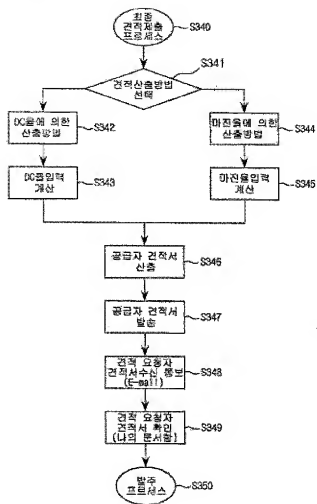 최종
견적제출
프로세스
S340
견적산출방법
선택
S341
DC율에 의한
산출방법
S342
마진율에 의한
산출방법
S344
DC율입력
계산
S343
마진율입력
계산
S345
공급자 견적서
산출
S346
공급자 견적서
발송
S347
견적 요청자
견적서수신 통보
(E-mail)
S348
견적 요청자
견적서 확인
(나의 문서함)
S349
발주
프로세스
S350